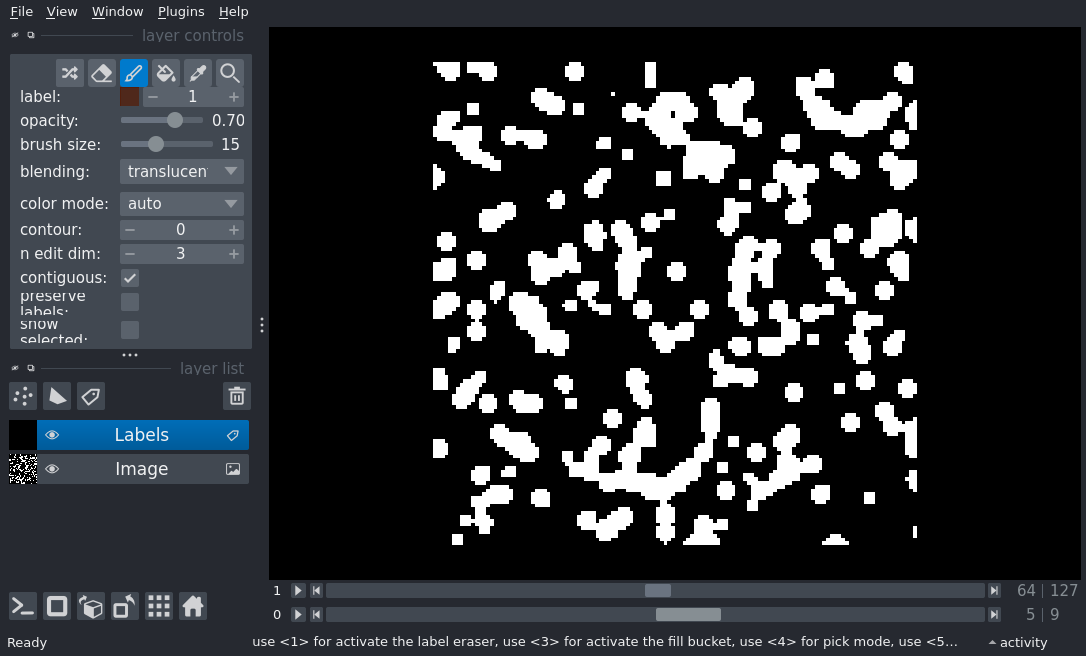 File View Window Plugins Help
layer controls
label: 1
opacity: 0.70
brush size: 15
blending: translucen
color mode: auto
contour: 0
n edit dim: 3
contiguous:
preserve
labels:
show
selected:
layer list
Labels
Image
1 64 127
0 5 9
Ready use <1> for activate the label eraser, use <3> for activate the fill bucket, use <4> for pick mode, use <5... activity